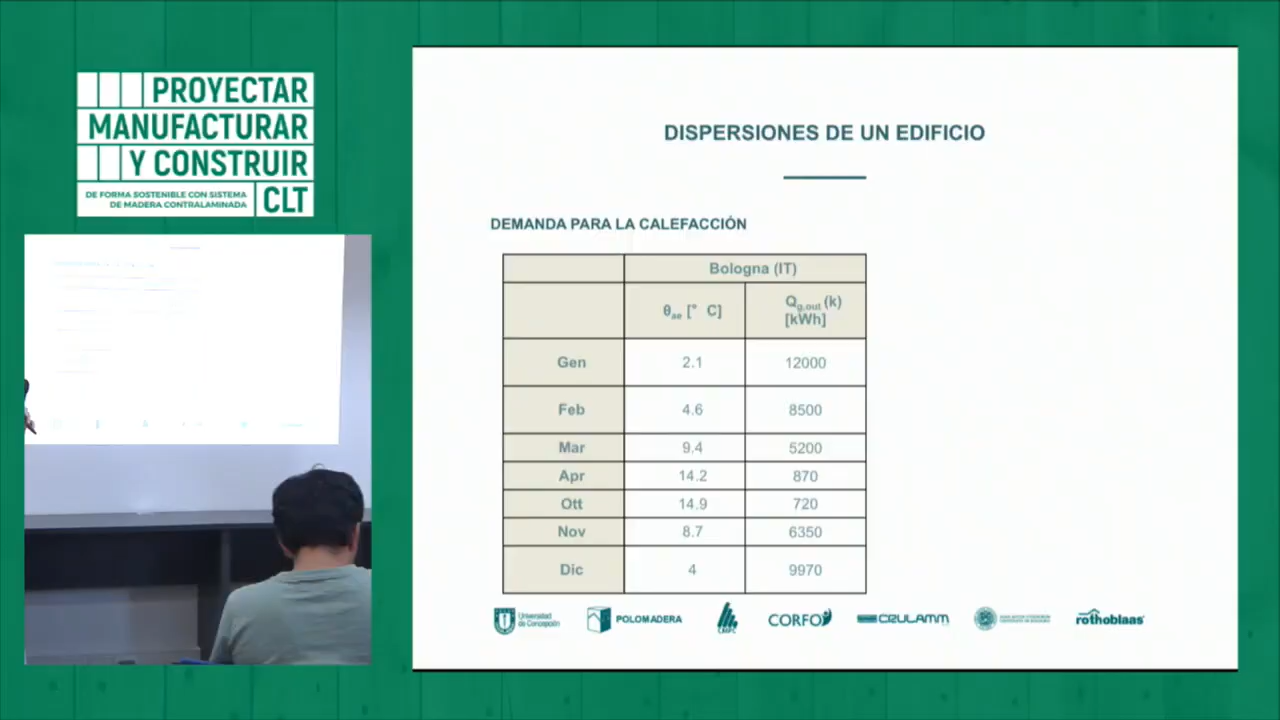 PROYECTAR
MANUFACTURAR
Y CONSTRUIR
DE FORMA SOSTENIBLE CON SISTEMA
DE MADERA CONTRALAMINADA
CLT
DISPERSIONES DE UN EDIFICIO
DEMANDA PARA LA CALEFACCIÓN
Bologna (IT)
θae [° C] Qg,out (k) [kWh]
Gen 2.1 12000
Feb 4.6 8500
Mar 9.4 5200
Apr 14.2 870
Ott 14.9 720
Nov 8.7 6350
Dic 4 9970
Universidad de Concepción
POLOMADERA
CMPC
CORFO
CRULAMM
rothoblaas